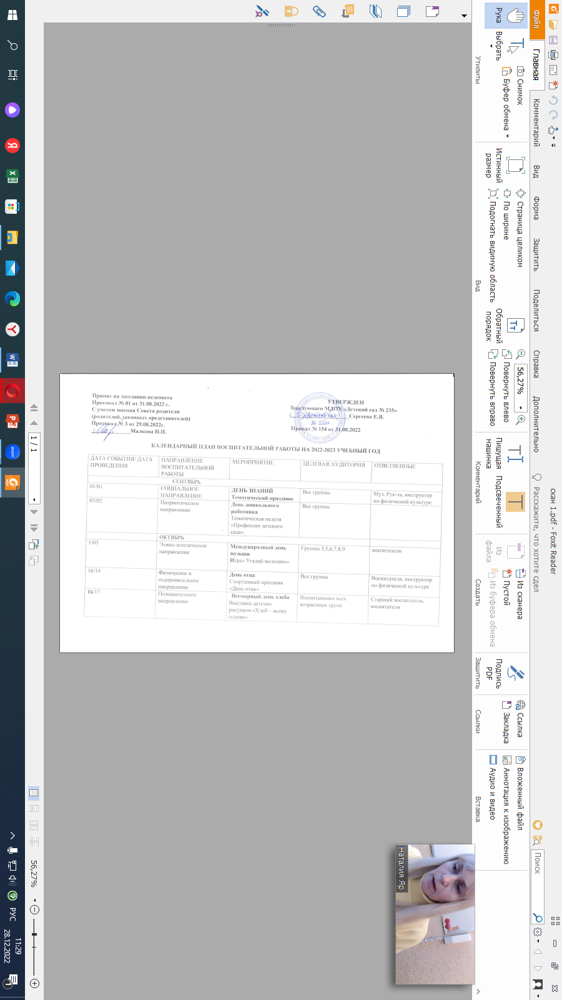 скан 1.pdf - Foxit Reader
Файл Главная Комментарий Вид Форма Защитить Поделиться Справка Дополнительно Расскажите, что хотите сдел Поиск
Рука
Выбрать
Снимок
Буфер обмена
Утилиты
Истинный размер
Страница целиком
По ширине
Подогнать видимую область
Вид
Обратный порядок
56,27%
Повернуть влево
Повернуть вправо
Пишущая машинка
Подсвеченный
Комментарий
Из файла
Из сканера
Пустой
Из буфера обмена
Создать
Подпись PDF
Защитить
Ссылка
Закладка
Ссылки
Вложенный файл
Аннотация к изображению
Аудио и видео
Вставка
Наталия Яр
Принят на заседании педсовета
Протокол № 01 от 31.08.2022 г.
С учетом мнения Совета родители
(родителей, законных представителей)
Протокол № 3 от 29.08.2022г.
Малкова Н.П.
УТВЕРЖДЕН
Заведующим МДОУ «Детский сад № 235»
Сергеева Е.В.
№ 235»
Приказ № 154 от 31.08.2022
КАЛЕНДАРНЫЙ ПЛАН ВОСПИТАТЕЛЬНОЙ РАБОТЫ НА 2022-2023 УЧЕБНЫЙ ГОД
ДАТА СОБЫТИЯ/ ДАТА ПРОВЕДЕНИЯ НАПРАВЛЕНИЕ ВОСПИТАТЕЛЬНОЙ РАБОТЫ МЕРОПРИЯТИЕ ЦЕЛЕВАЯ АУДИТОРИЯ ОТВЕТВЕННЫЕ
СЕНТЯБРЬ
01/01 СОЦИАЛЬНОЕ НАПРАВЛЕНИЕ ДЕНЬ ЗНАНИЙ Тематический праздник Все группы Муз. Рук-ль, инструктор по физической культуре
03/02 Патриотическое направление День дошкольного работника Тематическая неделя «Профессии детского сада» Все группы
ОКТЯБРЬ
1/03 Этико-эстетическое направление Международный день музыки Игра» Угадай мелодию» Группы 3,5,6,7,8,9 воспитатели
16/14 Физическое и оздоровительное направление День отца Спортивный праздник «День отца» Все группы Воспитатели, инструктор по физической культуре
16/17 Познавательное направление Всемирный день хлеба Выставка детских рисунков «Хлеб – всему голова». Воспитанники всех возрастных групп Старший воспитатель, воспитатели
1 / 1
56,27%
РУС
11:29
28.12.2022
1
zoom